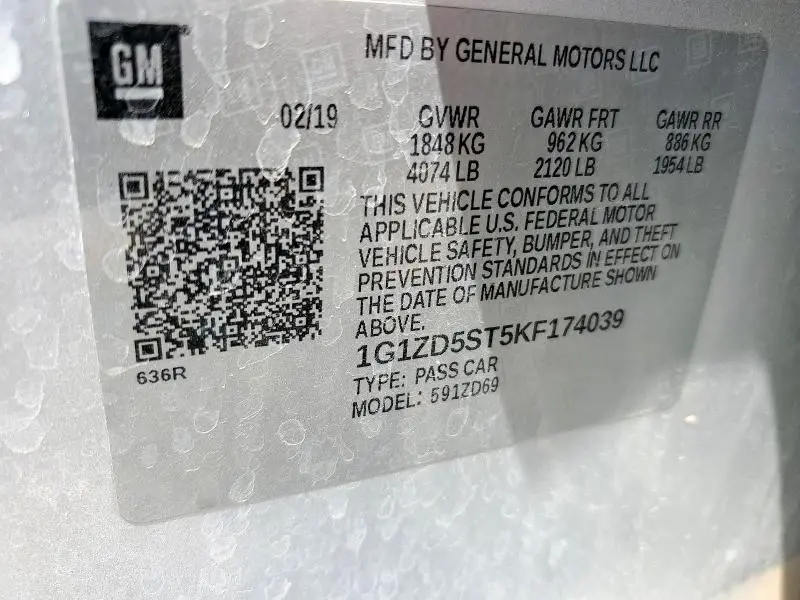 GM
MFD BY GENERAL MOTORS LLC
02/19 GVWR GAWR FRT GAWR RR
1848 KG 962 KG 886 KG
4074 LB 2120 LB 1954 LB
THIS VEHICLE CONFORMS TO ALL
APPLICABLE U.S. FEDERAL MOTOR
VEHICLE SAFETY, BUMPER, AND THEFT
PREVENTION STANDARDS IN EFFECT ON
THE DATE OF MANUFACTURE SHOWN
ABOVE.
1G1ZD5ST5KF174039
TYPE: PASS CAR
MODEL: 591ZD69
636R